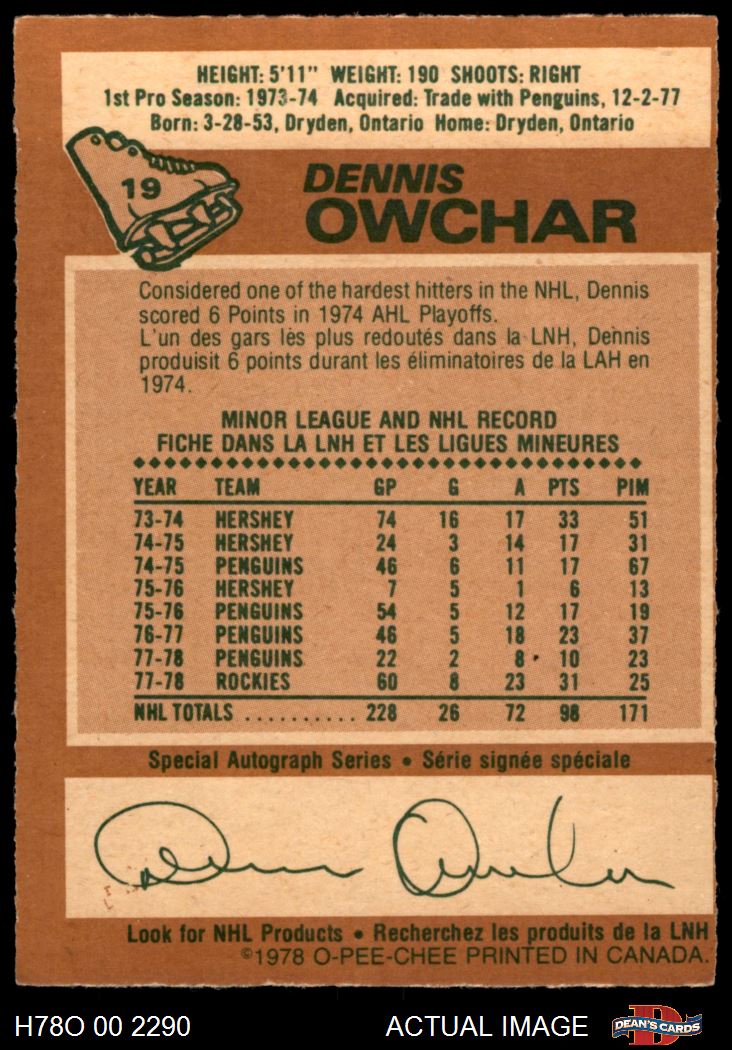 HEIGHT: 5'11" WEIGHT: 190 SHOOTS: RIGHT
1st Pro Season: 1973-74 Acquired: Trade with Penguins, 12-2-77
Born: 3-28-53, Dryden, Ontario Home: Dryden, Ontario
19
DENNIS
OWCHAR
Considered one of the hardest hitters in the NHL, Dennis
scored 6 Points in 1974 AHL Playoffs.
L'un des gars lès plus redoutés dans la LNH, Dennis
produisit 6 points durant les éliminatoires de la LAH en
1974.
MINOR LEAGUE AND NHL RECORD
FICHE DANS LA LNH ET LES LIGUES MINEURES
YEAR TEAM GP G A PTS PIM
73-74 HERSHEY 74 16 17 33 51
74-75 HERSHEY 24 3 14 17 31
74-75 PENGUINS 46 6 11 17 67
75-76 HERSHEY 7 5 1 6 13
75-76 PENGUINS 54 5 12 17 19
76-77 PENGUINS 46 5 18 23 37
77-78 PENGUINS 22 2 8 10 23
77-78 ROCKIES 60 8 23 31 25
NHL TOTALS .......... 228 26 72 98 171
Special Autograph Series • Série signée spéciale
Dennis Owchar
Look for NHL Products • Recherchez les produits de la LNH
©1978 O-PEE-CHEE PRINTED IN CANADA.
H78O 00 2290 ACTUAL IMAGE
D
DEAN'S CARDS